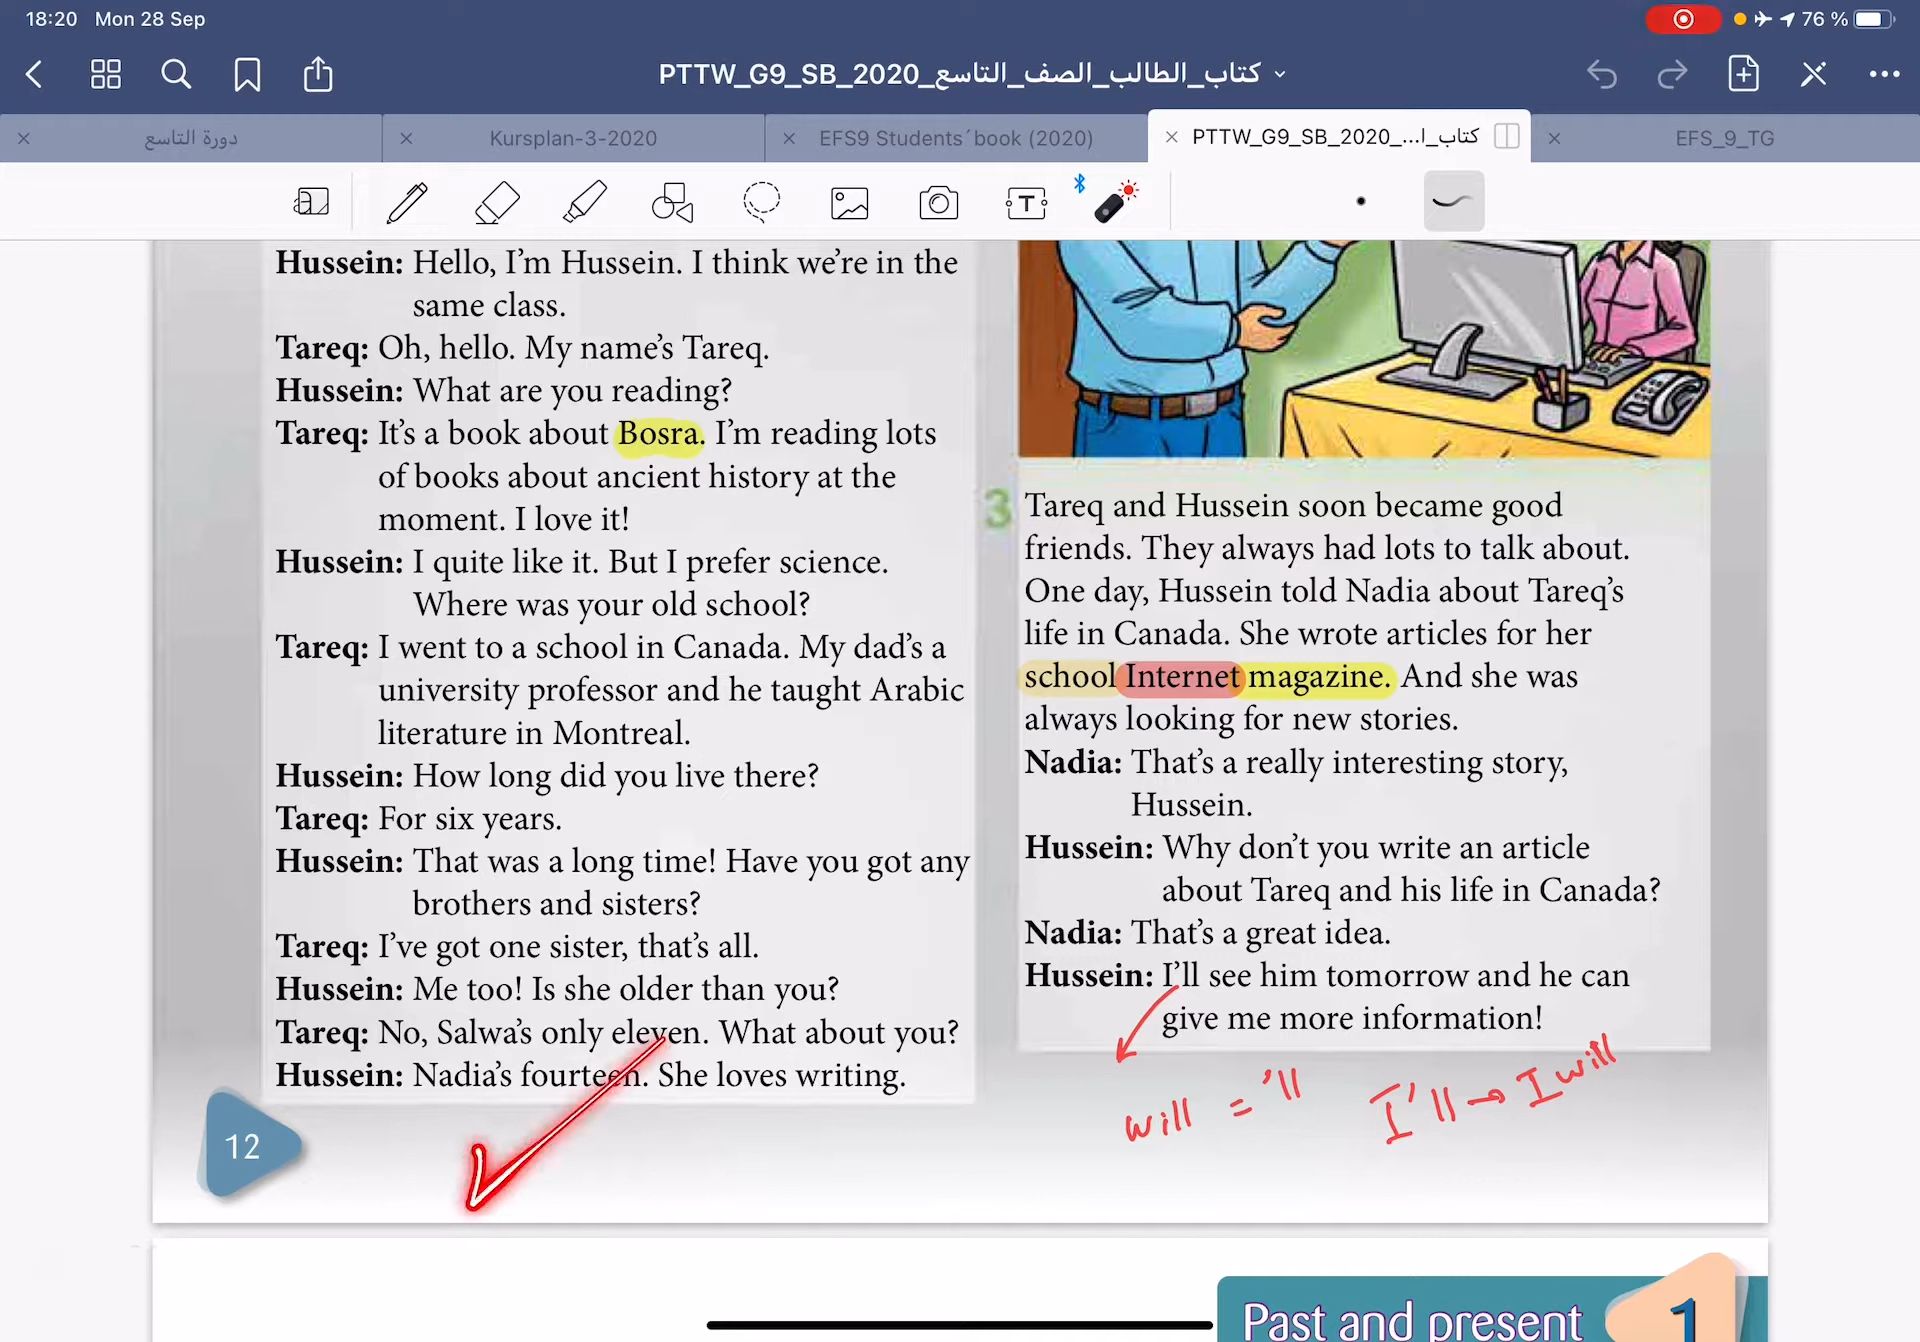 18:20 Mon 28 Sep
76 %
PTTW_G9_SB_2020_كتاب_الطالب_الصف_التاسع
دورة التاسع
Kursplan-3-2020
EFS9 Students´book (2020)
PTTW_G9_SB_2020_...كتاب_ا
EFS_9_TG
T
Hussein: Hello, I'm Hussein. I think we're in the
same class.
Tareq: Oh, hello. My name's Tareq.
Hussein: What are you reading?
Tareq: It's a book about Bosra. I'm reading lots
of books about ancient history at the
moment. I love it!
Hussein: I quite like it. But I prefer science.
Where was your old school?
Tareq: I went to a school in Canada. My dad's a
university professor and he taught Arabic
literature in Montreal.
Hussein: How long did you live there?
Tareq: For six years.
Hussein: That was a long time! Have you got any
brothers and sisters?
Tareq: I've got one sister, that's all.
Hussein: Me too! Is she older than you?
Tareq: No, Salwa's only eleven. What about you?
Hussein: Nadia's fourteen. She loves writing.
12
3
Tareq and Hussein soon became good
friends. They always had lots to talk about.
One day, Hussein told Nadia about Tareq's
life in Canada. She wrote articles for her
school Internet magazine. And she was
always looking for new stories.
Nadia: That's a really interesting story,
Hussein.
Hussein: Why don't you write an article
about Tareq and his life in Canada?
Nadia: That's a great idea.
Hussein: I'll see him tomorrow and he can
give me more information!
will = 'll I'll → I will
Past and present
1